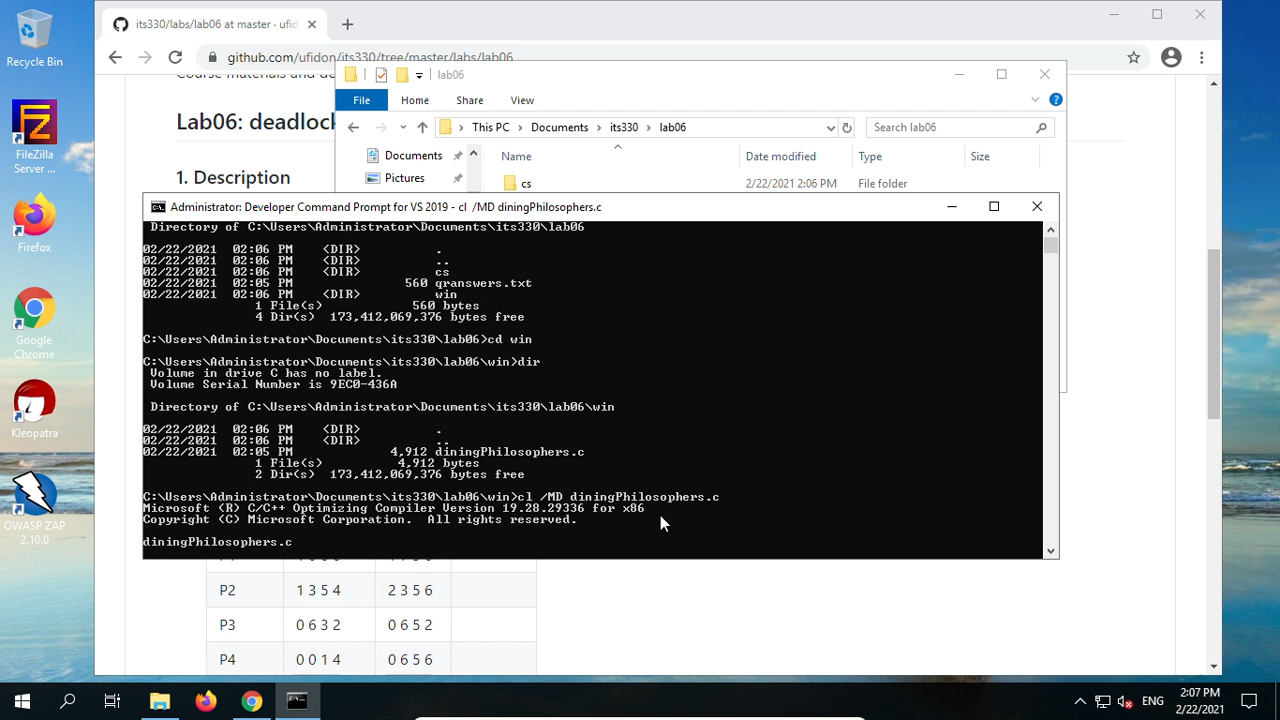 Recycle Bin
FileZilla
Server ...
Firefox
Google
Chrome
Kleopatra
OWASP ZAP
2.10.0
its330/labs/lab06 at master · ufid
github.com/ufidon/its330/tree/master/labs/lab06
Lab06: deadlock
1. Description
lab06
File
Home
Share
View
This PC
Documents
its330
lab06
Search lab06
Documents
Pictures
Name
Date modified
Type
Size
cs
2/22/2021 2:06 PM
File folder
Administrator: Developer Command Prompt for VS 2019 - cl /MD diningPhilosophers.c
Directory of C:\Users\Administrator\Documents\its330\lab06
02/22/2021 02:06 PM <DIR> .
02/22/2021 02:06 PM <DIR> ..
02/22/2021 02:06 PM <DIR> cs
02/22/2021 02:05 PM 560 qranswers.txt
02/22/2021 02:06 PM <DIR> win
1 File(s) 560 bytes
4 Dir(s) 173,412,069,376 bytes free
C:\Users\Administrator\Documents\its330\lab06>cd win
C:\Users\Administrator\Documents\its330\lab06\win>dir
Volume in drive C has no label.
Volume Serial Number is 9EC0-436A
Directory of C:\Users\Administrator\Documents\its330\lab06\win
02/22/2021 02:06 PM <DIR> .
02/22/2021 02:06 PM <DIR> ..
02/22/2021 02:05 PM 4,912 diningPhilosophers.c
1 File(s) 4,912 bytes
2 Dir(s) 173,412,069,376 bytes free
C:\Users\Administrator\Documents\its330\lab06\win>cl /MD diningPhilosophers.c
Microsoft (R) C/C++ Optimizing Compiler Version 19.28.29336 for x86
Copyright (C) Microsoft Corporation. All rights reserved.
diningPhilosophers.c
P2 1 3 5 4 2 3 5 6
P3 0 6 3 2 0 6 5 2
P4 0 0 1 4 0 6 5 6
ENG
2:07 PM
2/22/2021